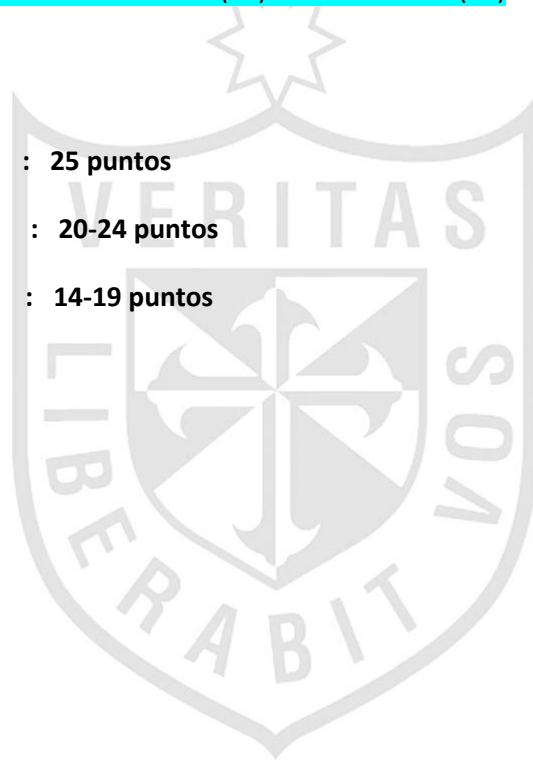 : 25 puntos
VERITAS
: 20-24 puntos
: 14-19 puntos
LIBERABIT VOS